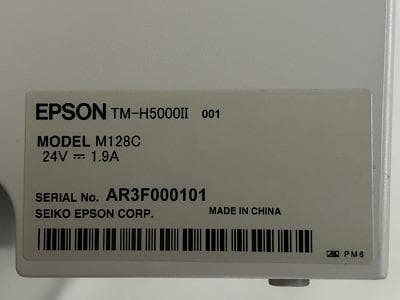 EPSON TM-H5000II 001
MODEL M128C
24V ⎓ 1.9A
SERIAL No. AR3F000101
SEIKO EPSON CORP. MADE IN CHINA
PM6